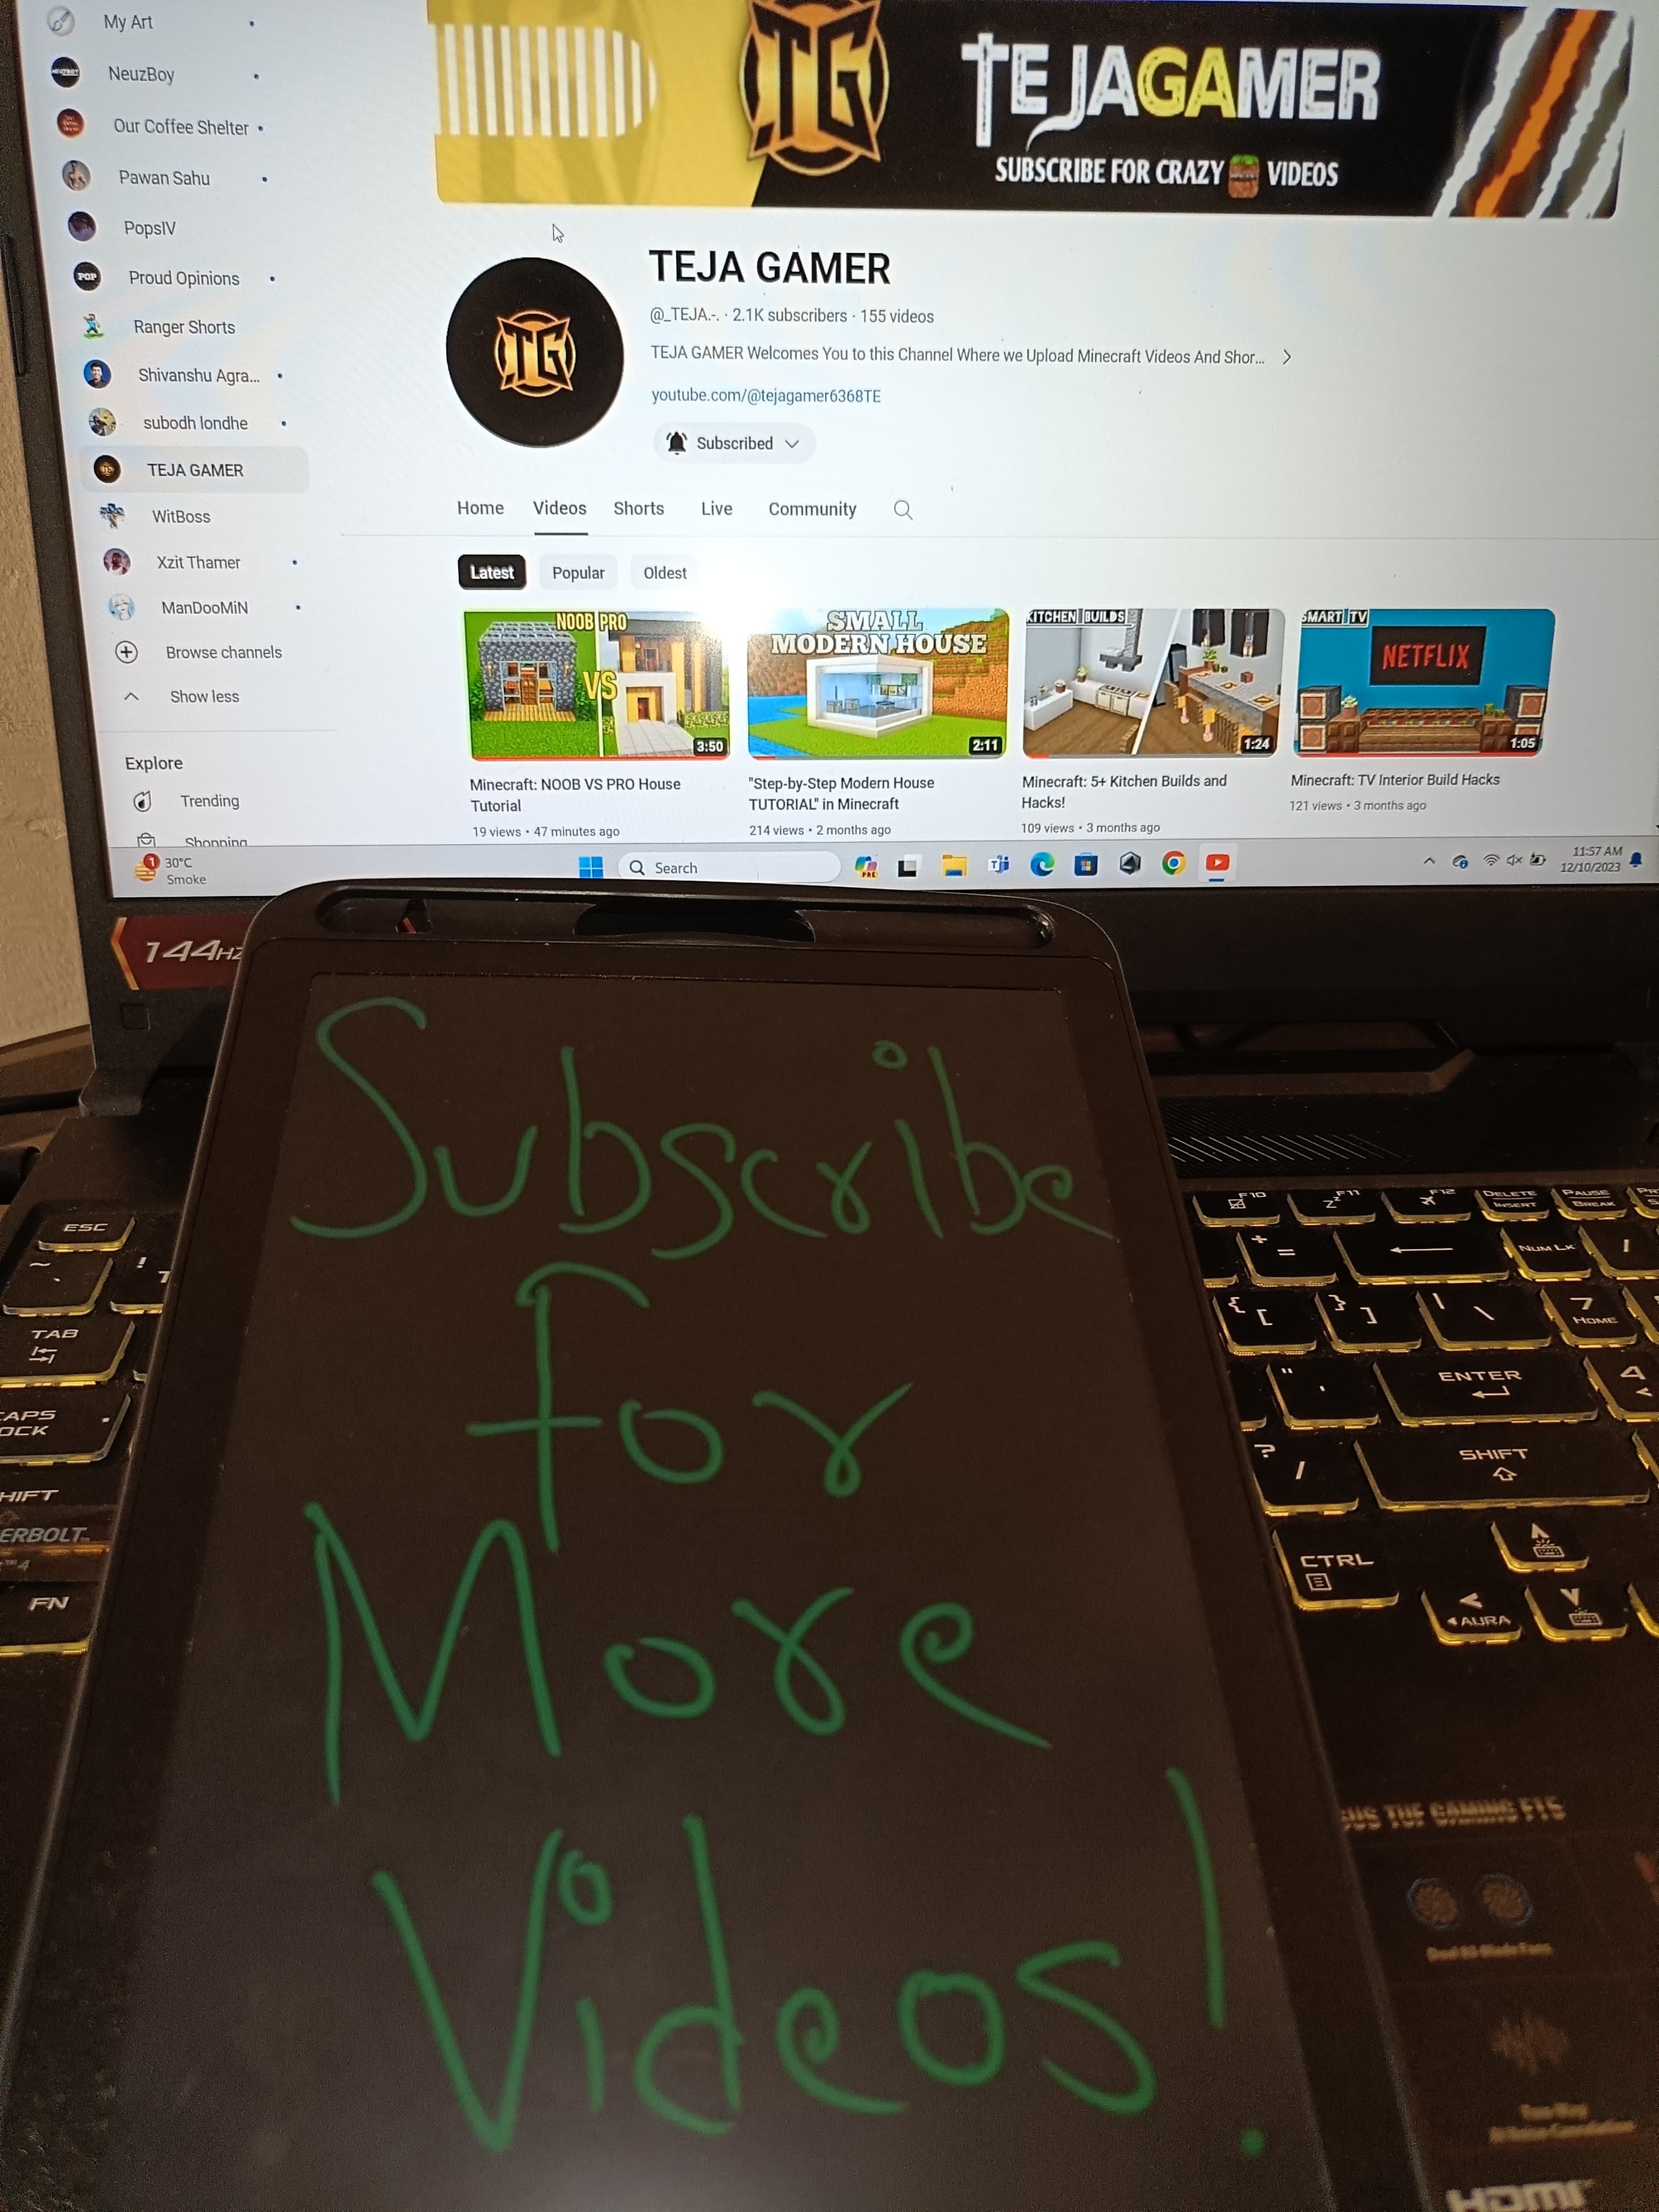 My Art
NeuzBoy
Our Coffee Shelter
Pawan Sahu
PopsIV
Proud Opinions
Ranger Shorts
Shivanshu Agra...
subodh londhe
TEJA GAMER
WitBoss
Xzit Thamer
ManDooMiN
Browse channels
Show less
Explore
Trending
Shopping
TG
TEJAGAMER
SUBSCRIBE FOR CRAZY VIDEOS
TG
TEJA GAMER
@_TEJA.-. · 2.1K subscribers · 155 videos
TEJA GAMER Welcomes You to this Channel Where we Upload Minecraft Videos And Shor...
youtube.com/@tejagamer6368TE
Subscribed
Home Videos Shorts Live Community
Latest Popular Oldest
NOOB PRO
VS
3:50
Minecraft: NOOB VS PRO House
Tutorial
19 views • 47 minutes ago
SMALL
MODERN HOUSE
2:11
"Step-by-Step Modern House
TUTORIAL" in Minecraft
214 views • 2 months ago
KITCHEN BUILDS
1:24
Minecraft: 5+ Kitchen Builds and
Hacks!
109 views • 3 months ago
SMART TV
NETFLIX
1:05
Minecraft: TV Interior Build Hacks
121 views • 3 months ago
1
30°C
Smoke
Search
PRE
11:57 AM
12/10/2023
144HZ
Subscribe
For
More
Videos!
ESC
~ `
!
TAB
CAPS
LOCK
SHIFT
ERBOLT
FN
F10 F11 F12 DELETE INSERT PAUSE BREAK
+ = NUM LK /
{ [ } ] | \ 7 HOME
" ' ENTER 4
? / SHIFT
CTRL
AURA
ASUS TUF GAMING F15
HDMI